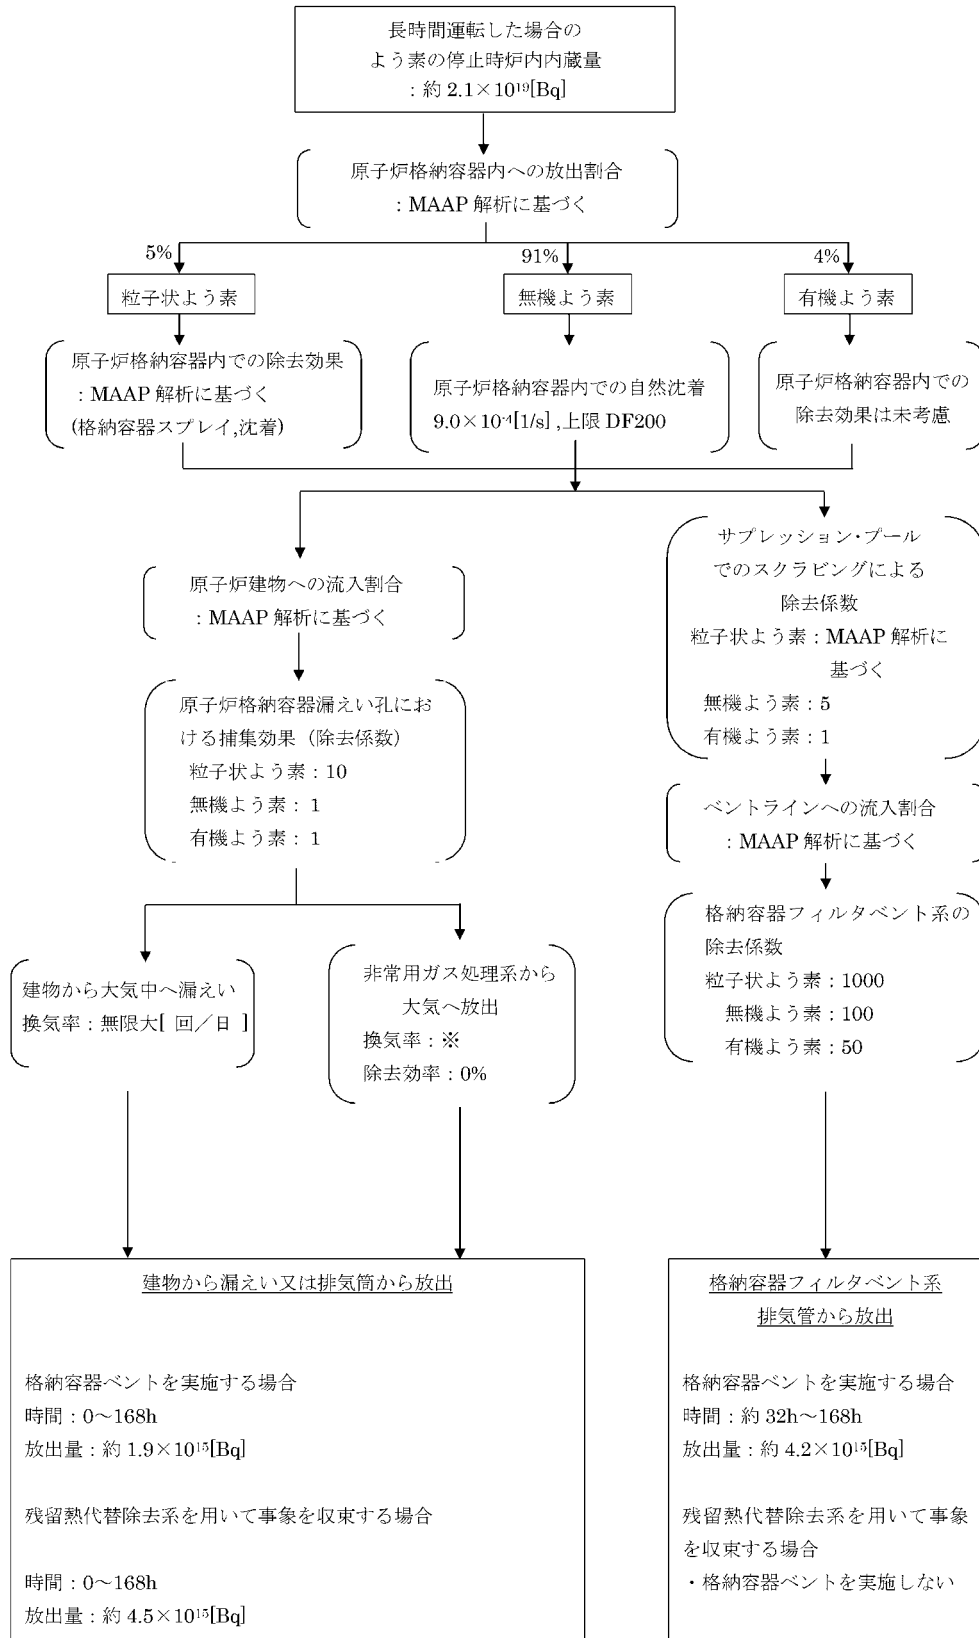 長時間運転した場合の
よう素の停止時炉内内蔵量
：約 2.1×10¹⁹[Bq]
原子炉格納容器内への放出割合
：MAAP 解析に基づく
5%
91%
4%
粒子状よう素
無機よう素
有機よう素
原子炉格納容器内での除去効果
：MAAP 解析に基づく
(格納容器スプレイ,沈着)
原子炉格納容器内での自然沈着
9.0×10⁻⁴[1/s] ,上限 DF200
原子炉格納容器内での
除去効果は未考慮
原子炉建物への流入割合
：MAAP 解析に基づく
原子炉格納容器漏えい孔にお
ける捕集効果（除去係数）
粒子状よう素：10
無機よう素：1
有機よう素：1
サプレッション・プール
でのスクラビングによる
除去係数
粒子状よう素：MAAP 解析に
基づく
無機よう素：5
有機よう素：1
ベントラインへの流入割合
：MAAP 解析に基づく
格納容器フィルタベント系の
除去係数
粒子状よう素：1000
無機よう素：100
有機よう素：50
建物から大気中へ漏えい
換気率：無限大[ 回／日 ]
非常用ガス処理系から
大気へ放出
換気率：※
除去効率：0%
建物から漏えい又は排気筒から放出
格納容器ベントを実施する場合
時間：0～168h
放出量：約 1.9×10¹⁵[Bq]
残留熱代替除去系を用いて事象を収束する場合
時間：0～168h
放出量：約 4.5×10¹⁵[Bq]
格納容器フィルタベント系
排気管から放出
格納容器ベントを実施する場合
時間：約 32h～168h
放出量：約 4.2×10¹⁵[Bq]
残留熱代替除去系を用いて事象
を収束する場合
・格納容器ベントを実施しない